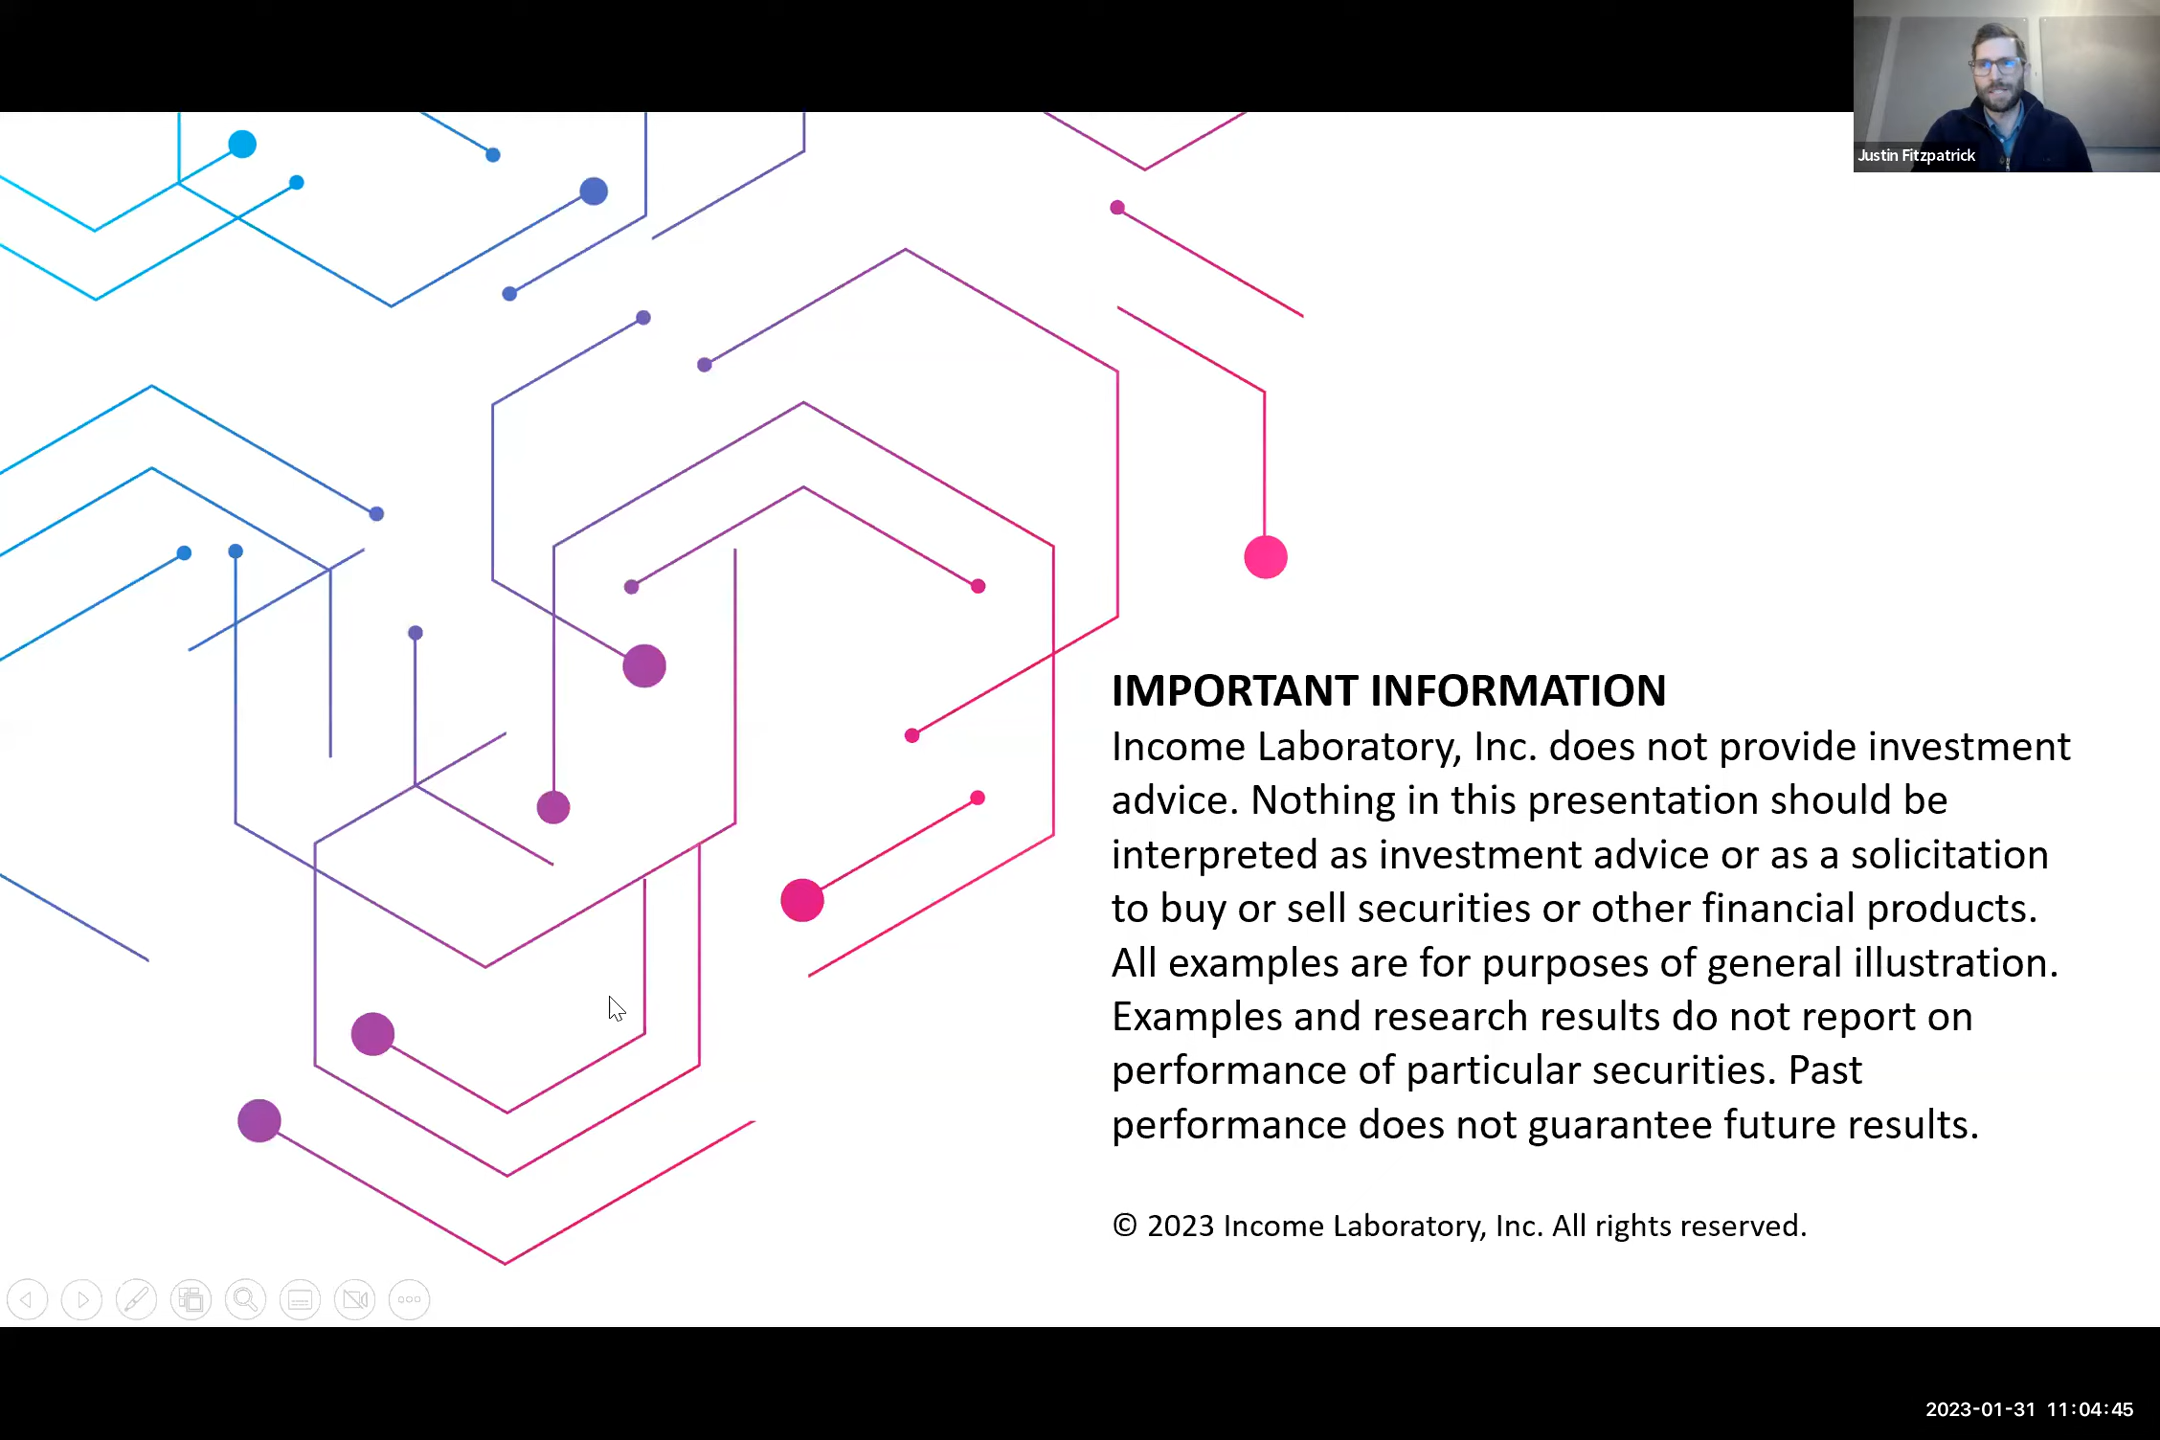 Justin Fitzpatrick
IMPORTANT INFORMATION
Income Laboratory, Inc. does not provide investment
advice. Nothing in this presentation should be
interpreted as investment advice or as a solicitation
to buy or sell securities or other financial products.
All examples are for purposes of general illustration.
Examples and research results do not report on
performance of particular securities. Past
performance does not guarantee future results.
© 2023 Income Laboratory, Inc. All rights reserved.
2023-01-31 11:04:45